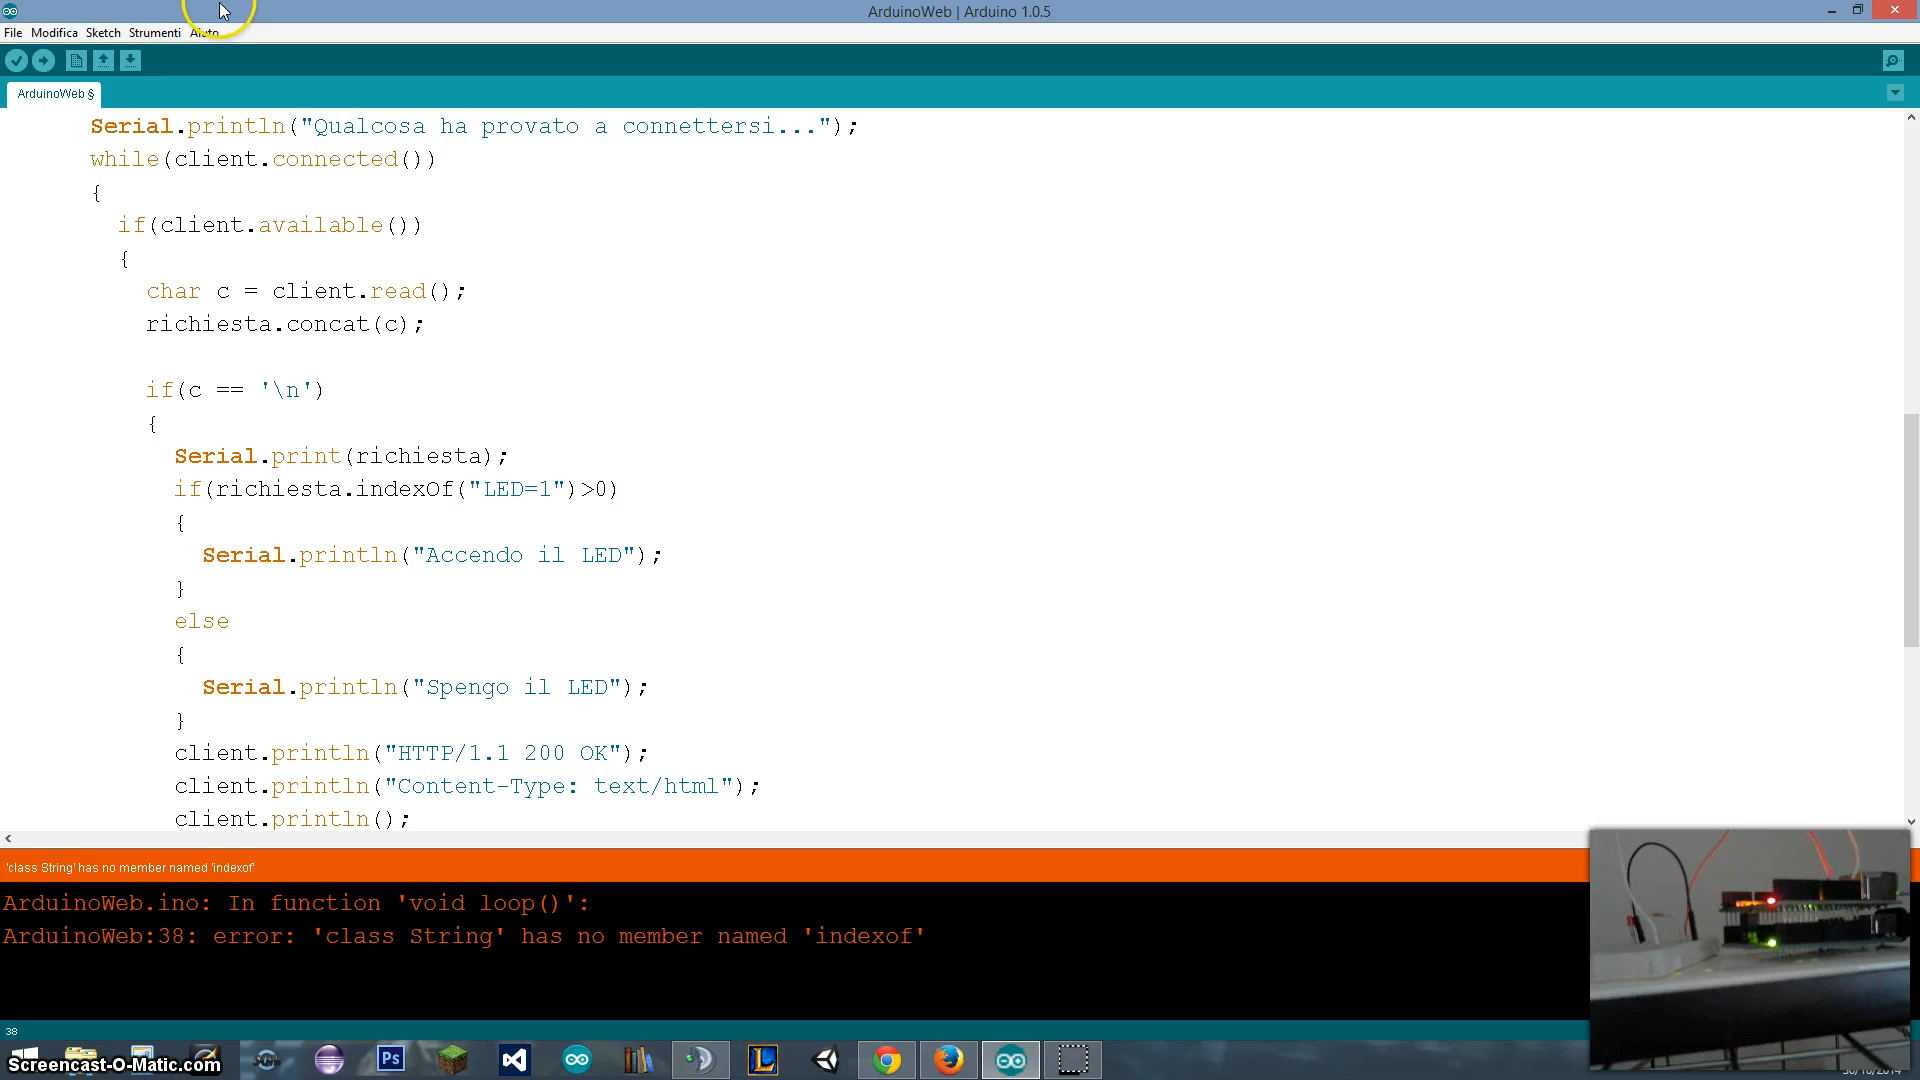 ArduinoWeb | Arduino 1.0.5
File Modifica Sketch Strumenti Aiuto
ArduinoWeb §
Serial.println("Qualcosa ha provato a connettersi...");
while(client.connected())
{
if(client.available())
{
char c = client.read();
richiesta.concat(c);
if(c == '\n')
{
Serial.print(richiesta);
if(richiesta.indexOf("LED=1")>0)
{
Serial.println("Accendo il LED");
}
else
{
Serial.println("Spengo il LED");
}
client.println("HTTP/1.1 200 OK");
client.println("Content-Type: text/html");
client.println();
'class String' has no member named 'indexof'
ArduinoWeb.ino: In function 'void loop()':
ArduinoWeb:38: error: 'class String' has no member named 'indexof'
38
Ps
L
Screencast-O-Matic.com